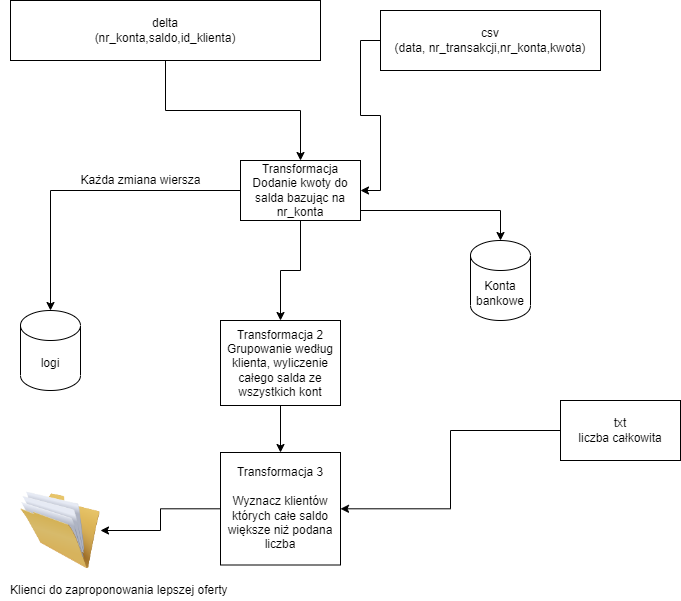 delta
(nr_konta,saldo,id_klienta)
csv
(data, nr_transakcji,nr_konta,kwota)
Transformacja
Dodanie kwoty do
salda bazując na
nr_konta
Każda zmiana wiersza
Konta
bankowe
logi
Transformacja 2
Grupowanie według
klienta, wyliczenie
całego salda ze
wszystkich kont
txt
liczba całkowita
Transformacja 3
Wyznacz klientów
których całe saldo
większe niż podana
liczba
Klienci do zaproponowania lepszej oferty